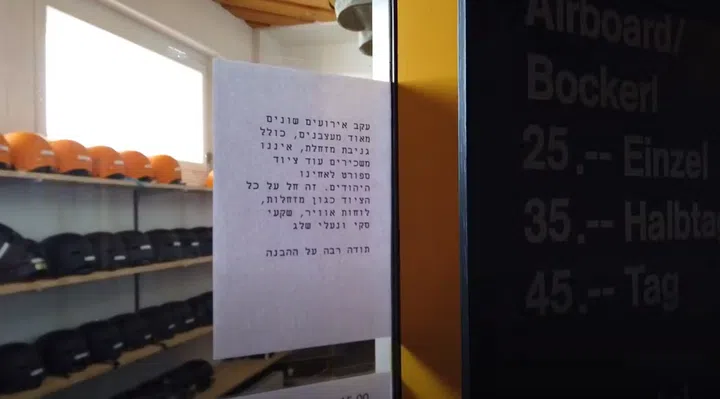 עקב אירועים שונים
מאוד מעצבנים, כולל
גניבת מזחלת, איננו
משכירים עוד ציוד
ספורט לאחינו
היהודים. זה חל על כל
הציוד כגון מזחלות,
לוחות אוויר, שקעי
סקי ונעלי שלג
תודה רבה על ההבנה
Airboard/
Bockerl
25.-- Einzel
35.-- Halbta
45.-- Tag